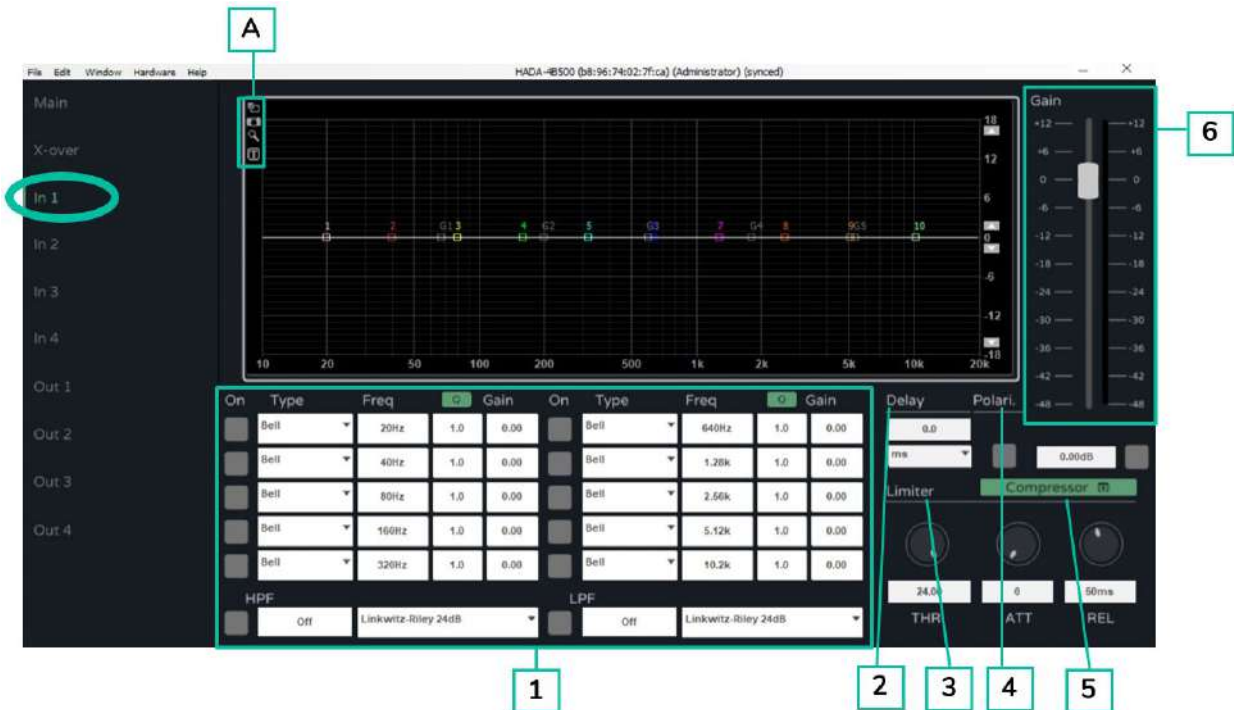 A
File Edit Window Hardware Help HADA-4B500 (b8:96:74:02:7f:ca) (Administrator) (synced)
Main
X-over
In 1
In 2
In 3
In 4
Out 1
Out 2
Out 3
Out 4
1 2 G1 3 4 G2 5 G3 7 G4 8 9 G5 10
18
12
6
0
-6
-12
-18
10 20 50 100 200 500 1k 2k 5k 10k 20k
Gain
+12 +12
+6 +6
0 0
-6 -6
-12 -12
-18 -18
-24 -24
-30 -30
-36 -36
-42 -42
-48 -48
6
On Type Freq Q Gain On Type Freq Q Gain
Bell 20Hz 1.0 0.00 Bell 640Hz 1.0 0.00
Bell 40Hz 1.0 0.00 Bell 1.28k 1.0 0.00
Bell 80Hz 1.0 0.00 Bell 2.56k 1.0 0.00
Bell 160Hz 1.0 0.00 Bell 5.12k 1.0 0.00
Bell 320Hz 1.0 0.00 Bell 10.2k 1.0 0.00
HPF LPF
Off Linkwitz-Riley 24dB Off Linkwitz-Riley 24dB
Delay Polari.
0.0
ms 0.00dB
Limiter Compressor
24.00 0 50ms
THR ATT REL
1 2 3 4 5